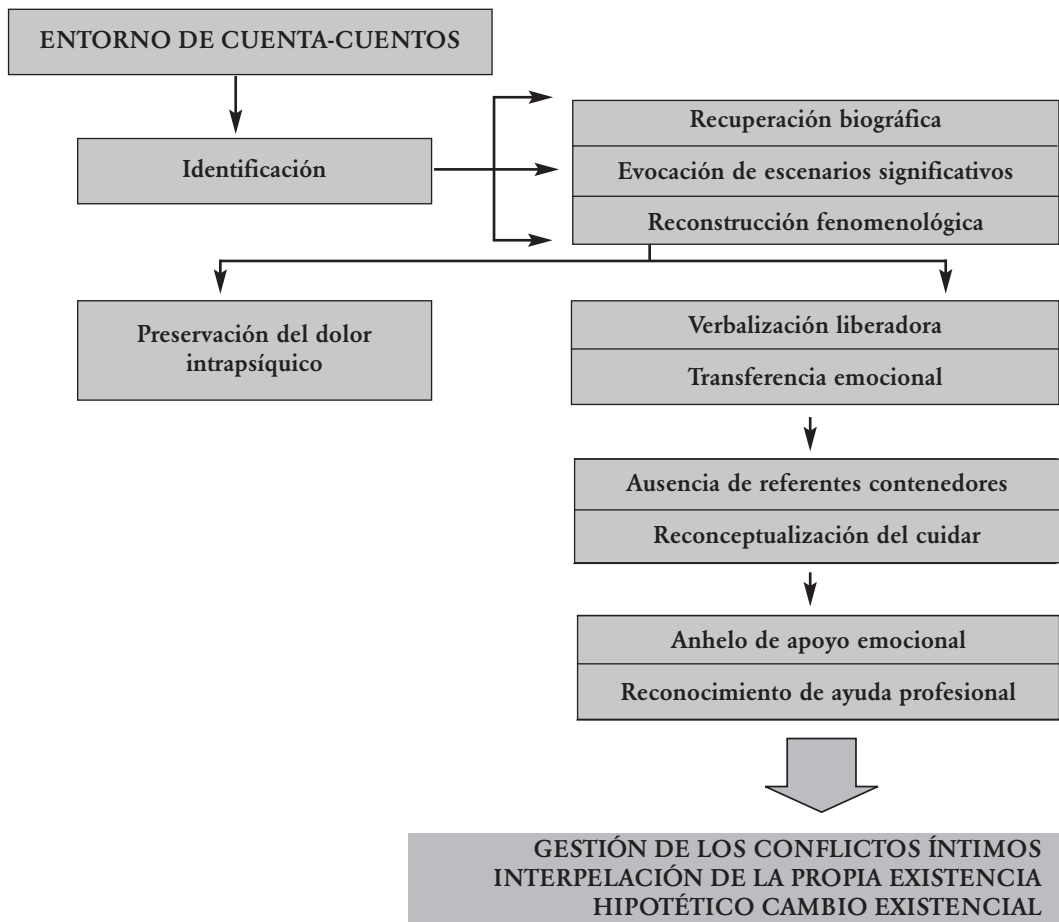 ENTORNO DE CUENTA-CUENTOS
Identificación
Recuperación biográfica
Evocación de escenarios significativos
Reconstrucción fenomenológica
Preservación del dolor
intrapsíquico
Verbalización liberadora
Transferencia emocional
Ausencia de referentes contenedores
Reconceptualización del cuidar
Anhelo de apoyo emocional
Reconocimiento de ayuda profesional
GESTIÓN DE LOS CONFLICTOS ÍNTIMOS
INTERPELACIÓN DE LA PROPIA EXISTENCIA
HIPOTÉTICO CAMBIO EXISTENCIAL